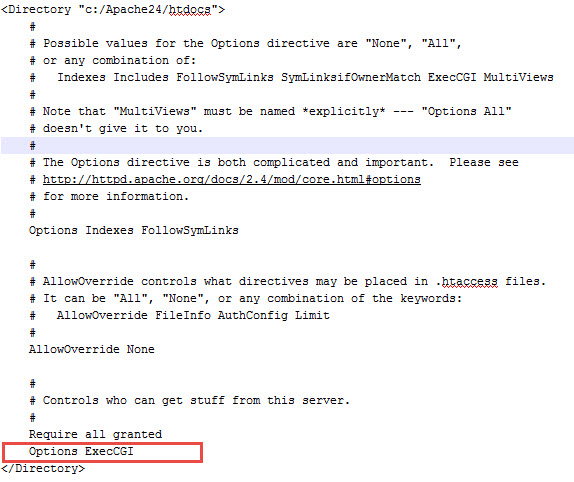 <Directory "c:/Apache24/htdocs">
#
# Possible values for the Options directive are "None", "All",
# or any combination of:
#   Indexes Includes FollowSymLinks SymLinksifOwnerMatch ExecCGI MultiViews
#
# Note that "MultiViews" must be named *explicitly* --- "Options All"
# doesn't give it to you.
#
# The Options directive is both complicated and important.  Please see
# http://httpd.apache.org/docs/2.4/mod/core.html#options
# for more information.
#
Options Indexes FollowSymLinks
#
# AllowOverride controls what directives may be placed in .htaccess files.
# It can be "All", "None", or any combination of the keywords:
#   AllowOverride FileInfo AuthConfig Limit
#
AllowOverride None
#
# Controls who can get stuff from this server.
#
Require all granted
Options ExecCGI
</Directory>